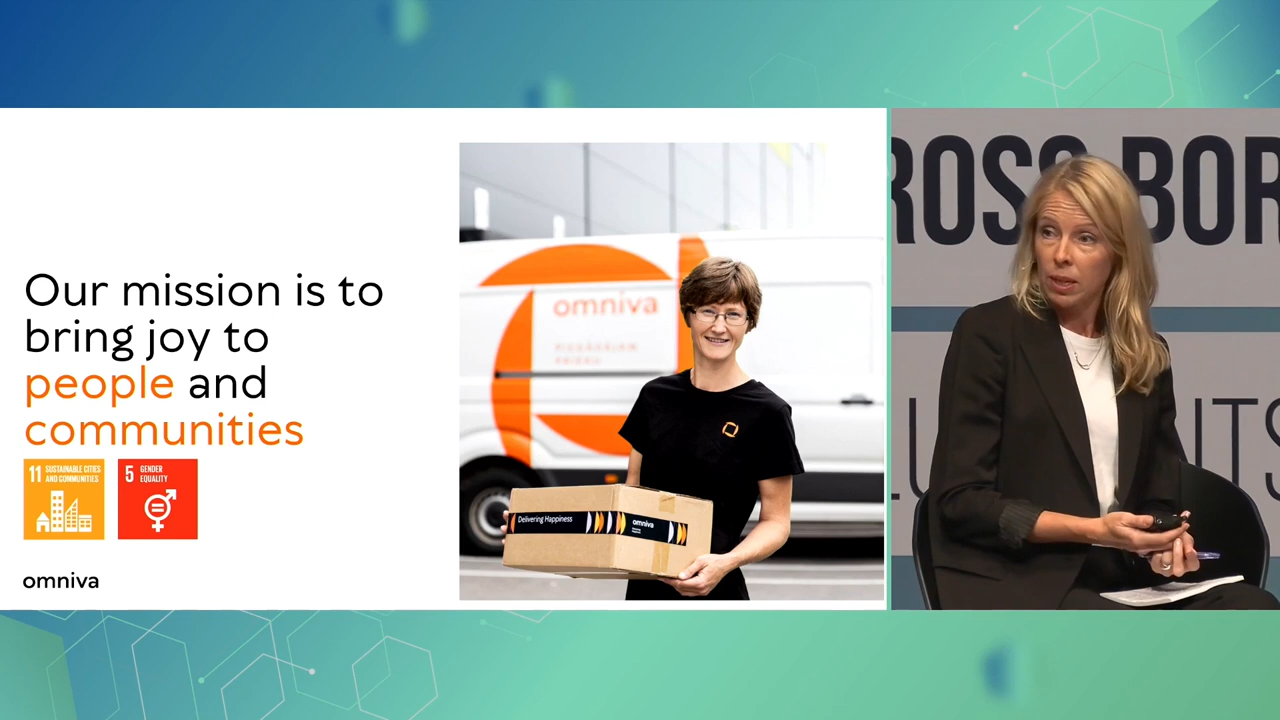 Our mission is to
bring joy to
people and
communities
11 SUSTAINABLE CITIES
AND COMMUNITIES
5 GENDER
EQUALITY
omniva
omniva
Delivering Happiness
omniva
ROSS BOR